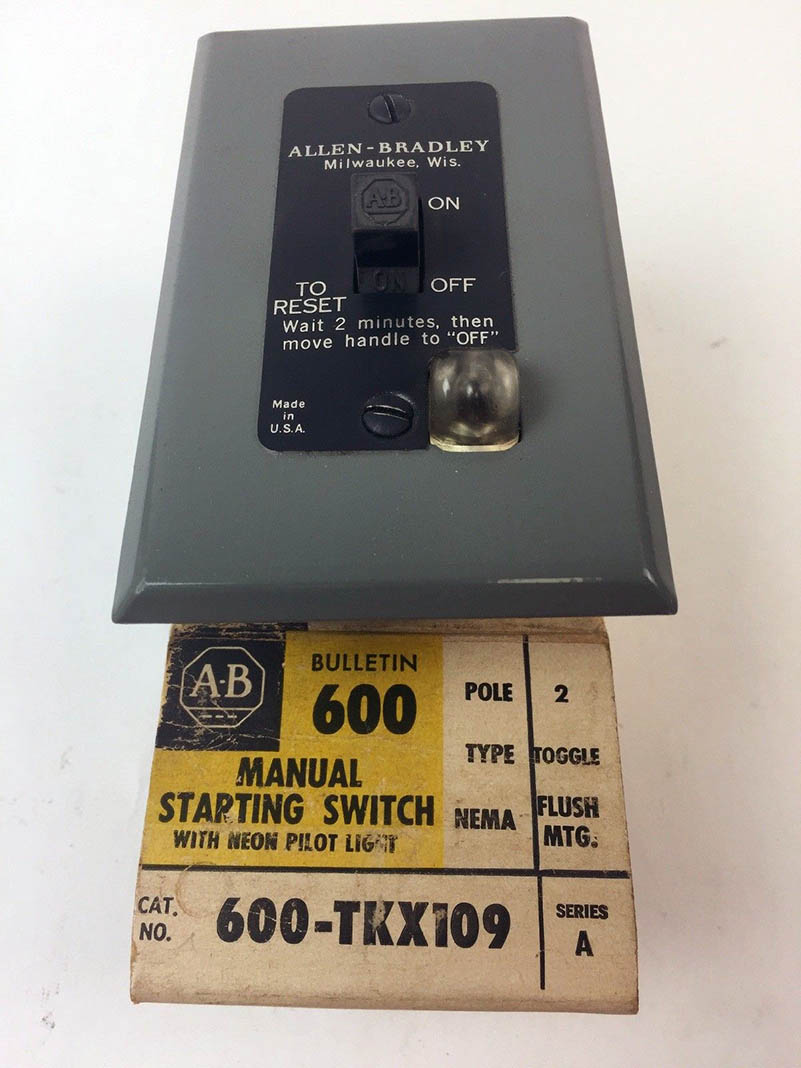 ALLEN-BRADLEY
Milwaukee, Wis.
A-B
ON
ON
TO RESET
OFF
Wait 2 minutes, then
move handle to "OFF"
Made
in
U.S.A.
A-B
BULLETIN
600
MANUAL
STARTING SWITCH
WITH NEON PILOT LIGHT
POLE 2
TYPE TOGGLE
NEMA FLUSH MTG.
CAT. NO. 600-TKX109
SERIES A